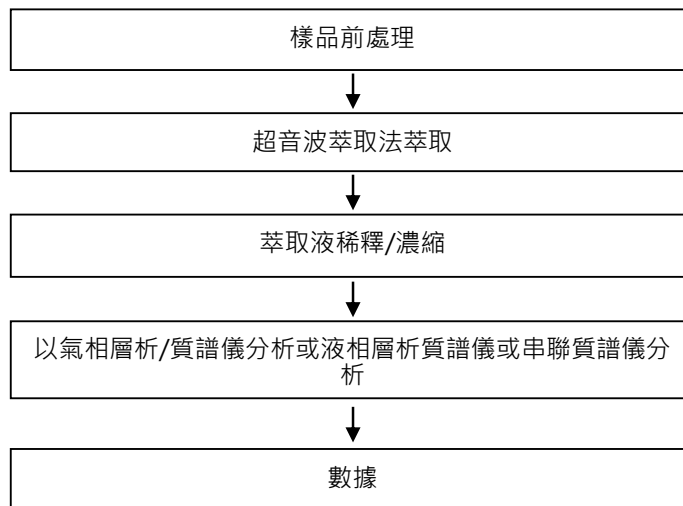 樣品前處理
超音波萃取法萃取
萃取液稀釋/濃縮
以氣相層析/質譜儀分析或液相層析質譜儀或串聯質譜儀分
析
數據